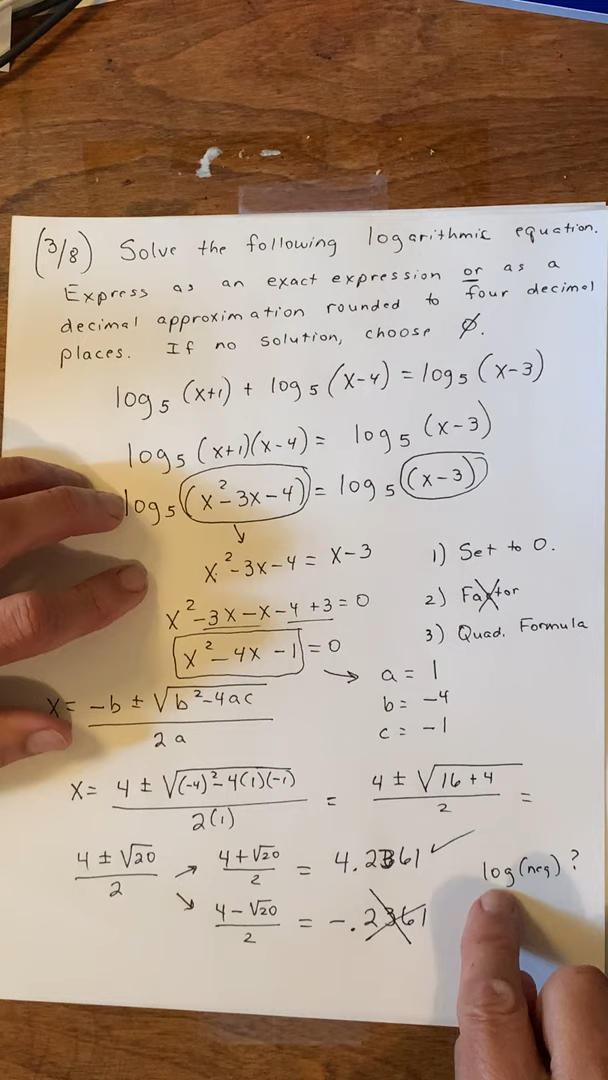 (3/8) Solve the following logarithmic equation.
Express as an exact expression or as a
decimal approximation rounded to four decimal
places. If no solution, choose ∅.
log₅(x+1) + log₅(x-4) = log₅(x-3)
log₅(x+1)(x-4) = log₅(x-3)
log₅(x²-3x-4) = log₅(x-3)
x²-3x-4 = x-3
x²-3x-x-4+3=0
x²-4x-1=0
1) Set to 0.
2) Factor
3) Quad. Formula
a = 1
b = -4
c = -1
x = (-b ± √(b²-4ac))/(2a)
x = (4 ± √((-4)²-4(1)(-1)))/(2(1)) = (4 ± √(16+4))/2 =
(4 ± √20)/2 → (4+√20)/2 = 4.2361 ✓
↘ (4-√20)/2 = -.2361
log(neg)?